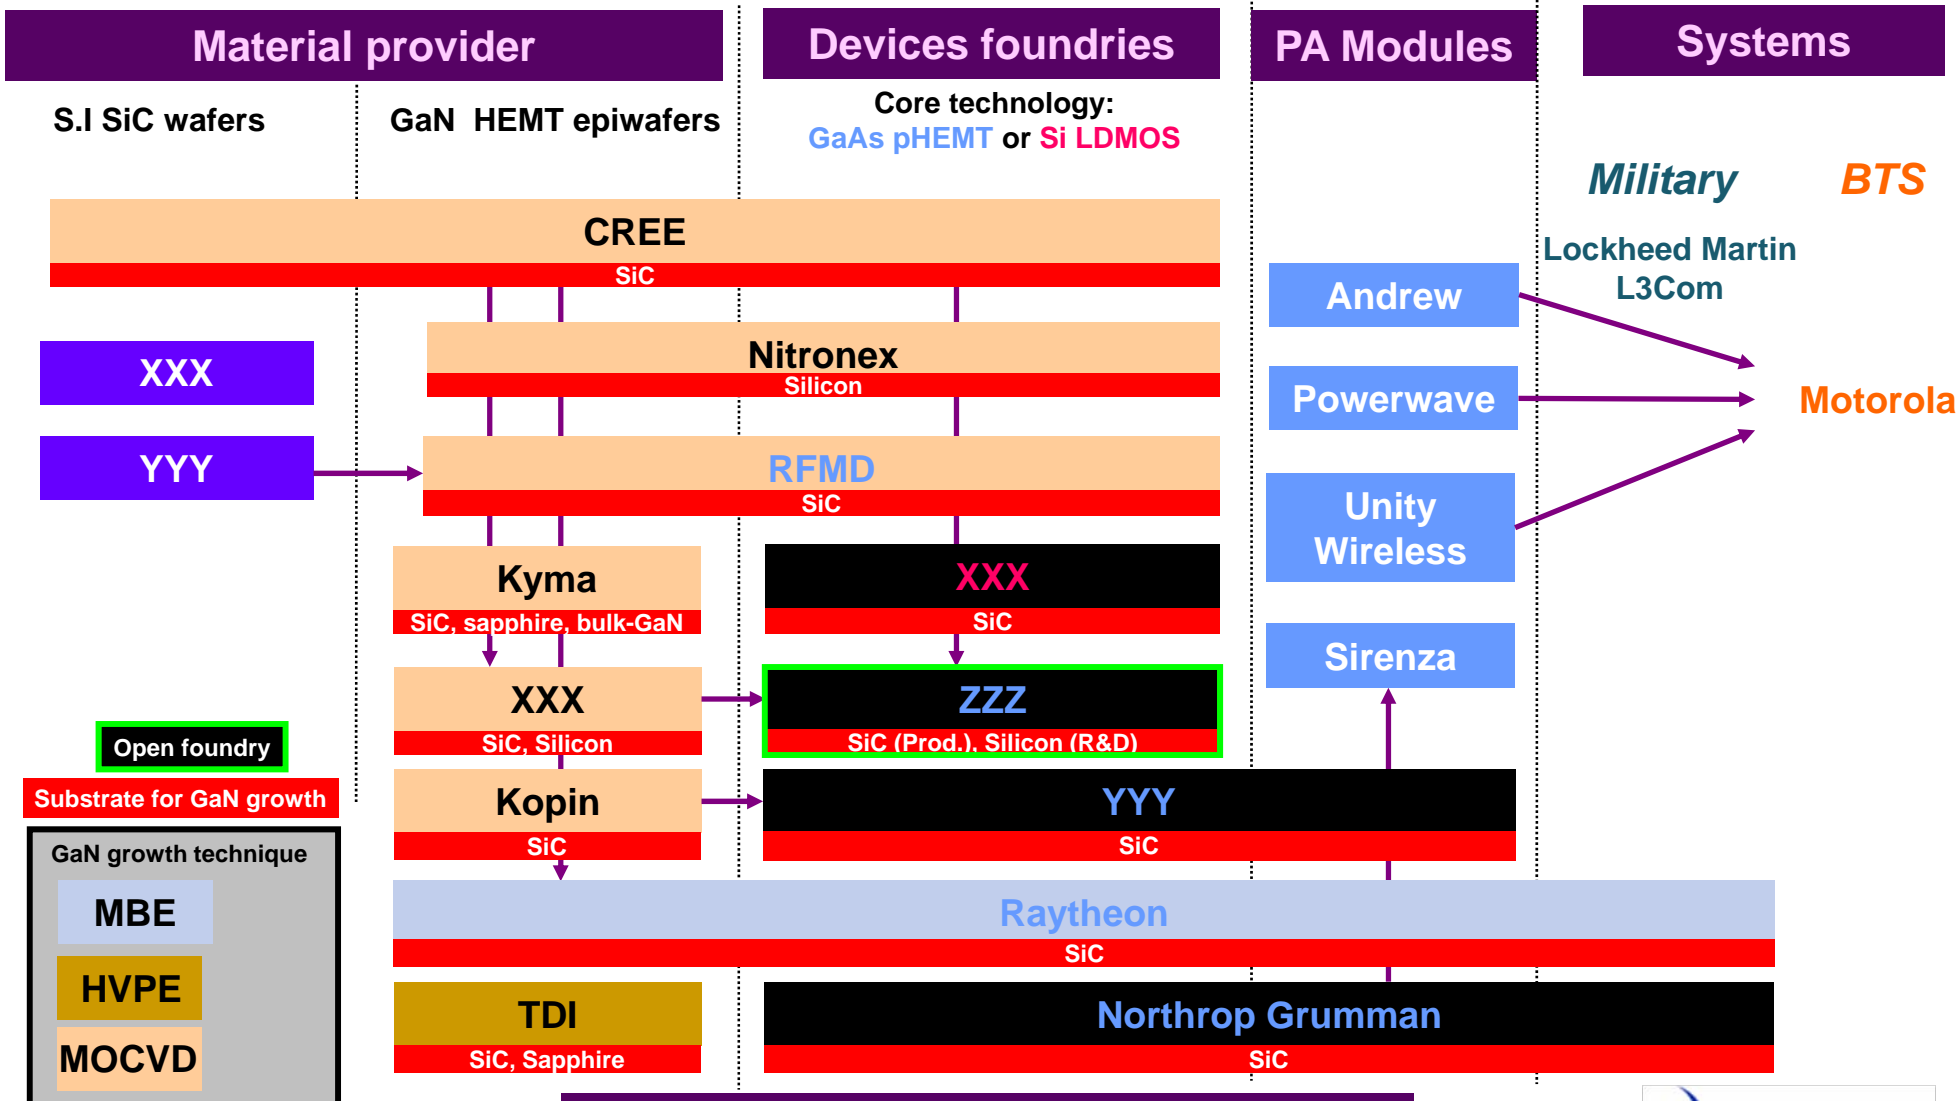 Material provider
Devices foundries
PA Modules
Systems
S.I SiC wafers
GaN HEMT epiwafers
Core technology:
GaAs pHEMT or Si LDMOS
Military
BTS
CREE
SiC
Lockheed Martin
L3Com
Andrew
XXX
Nitronex
Silicon
Powerwave
Motorola
YYY
RFMD
SiC
Unity
Wireless
Kyma
SiC, sapphire, bulk-GaN
XXX
SiC
Sirenza
XXX
SiC, Silicon
ZZZ
SiC (Prod.), Silicon (R&D)
Open foundry
Substrate for GaN growth
Kopin
SiC
YYY
SiC
GaN growth technique
MBE
HVPE
MOCVD
Raytheon
SiC
TDI
SiC, Sapphire
Northrop Grumman
SiC